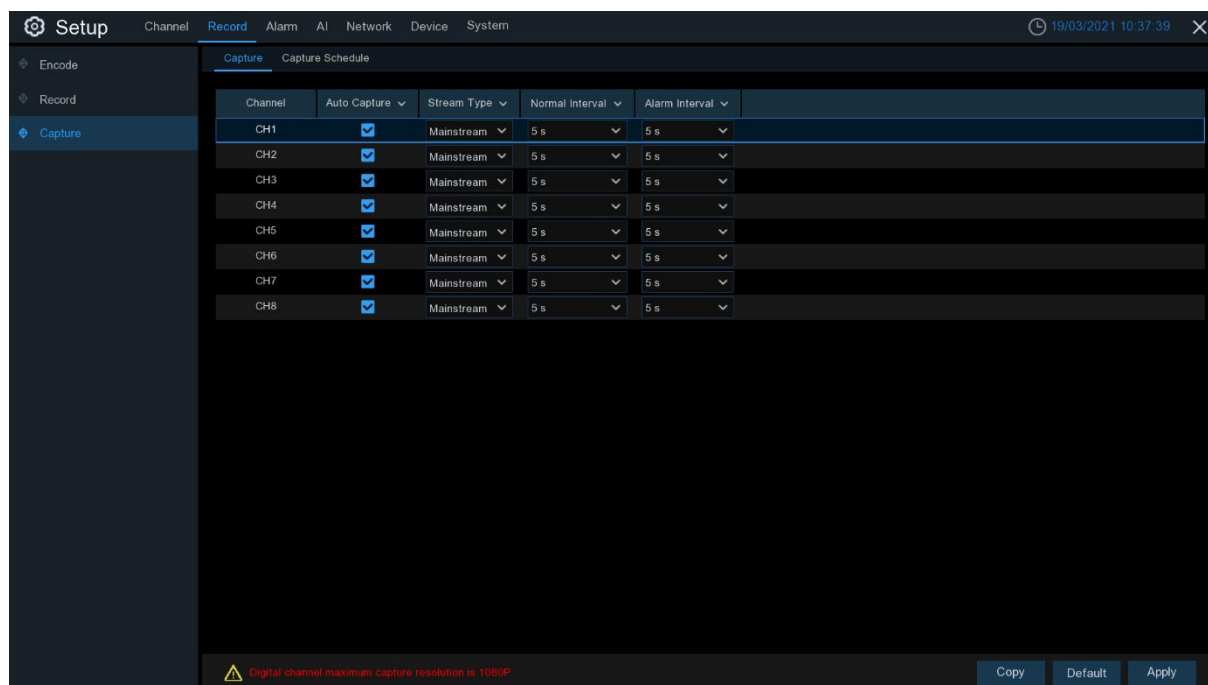 Setup Channel Record Alarm AI Network Device System 19/03/2021 10:37:39
Encode
Record
Capture
Capture Capture Schedule
Channel Auto Capture Stream Type Normal Interval Alarm Interval
CH1 Mainstream 5 s 5 s
CH2 Mainstream 5 s 5 s
CH3 Mainstream 5 s 5 s
CH4 Mainstream 5 s 5 s
CH5 Mainstream 5 s 5 s
CH6 Mainstream 5 s 5 s
CH7 Mainstream 5 s 5 s
CH8 Mainstream 5 s 5 s
Digital channel maximum capture resolution is 1080P Copy Default Apply